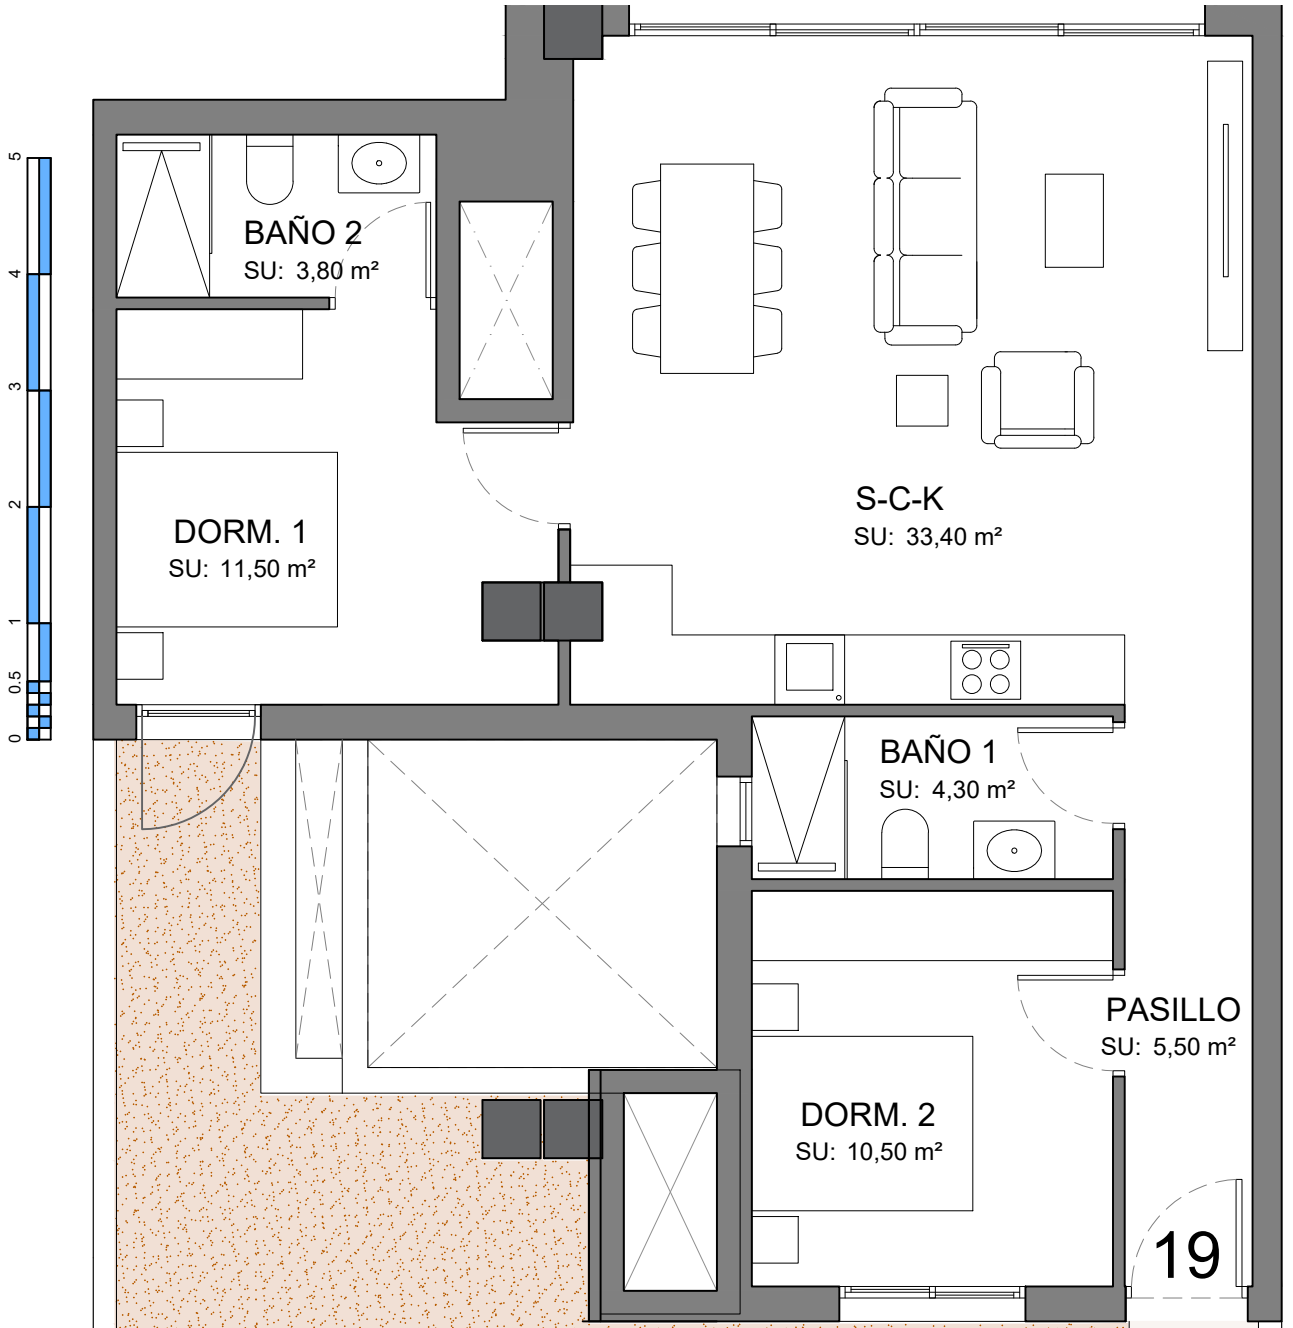 5
4
3
2
1
0.5
0
BAÑO 2
SU: 3,80 m²
DORM. 1
SU: 11,50 m²
S-C-K
SU: 33,40 m²
BAÑO 1
SU: 4,30 m²
PASILLO
SU: 5,50 m²
DORM. 2
SU: 10,50 m²
19